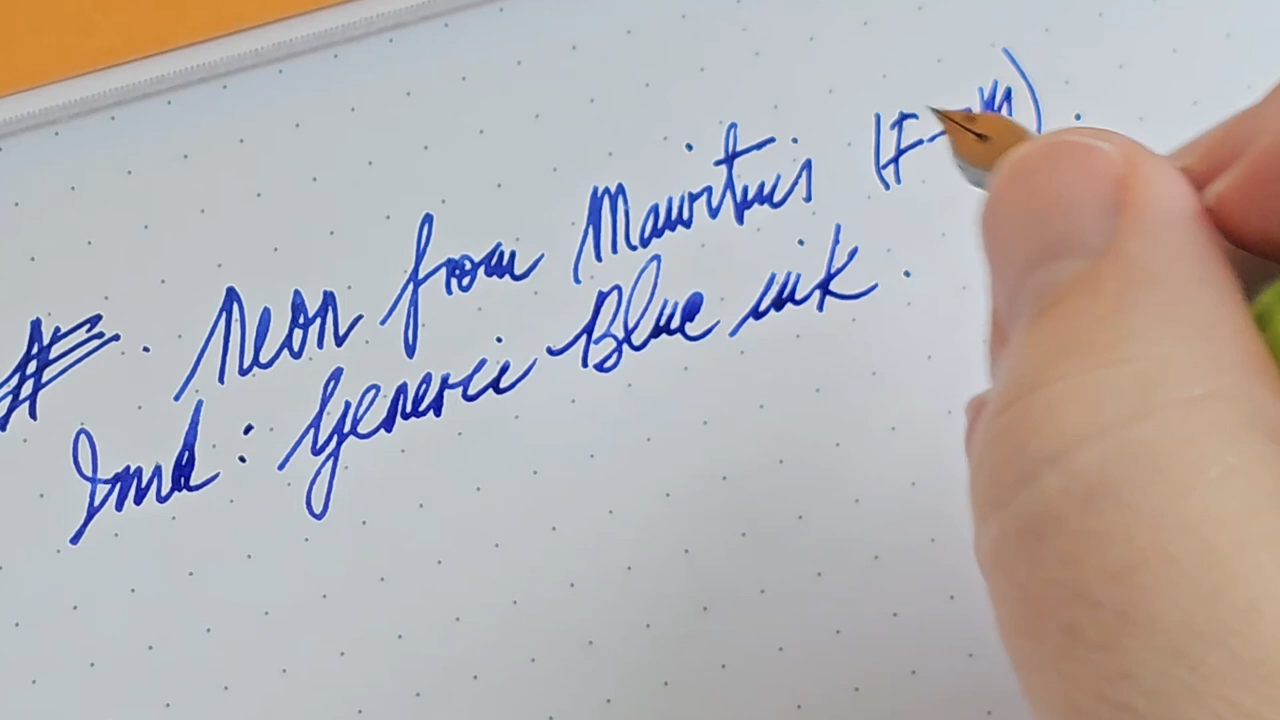 #. Neon from Mauritius (F-M).
Ink: Generic Blue ink.